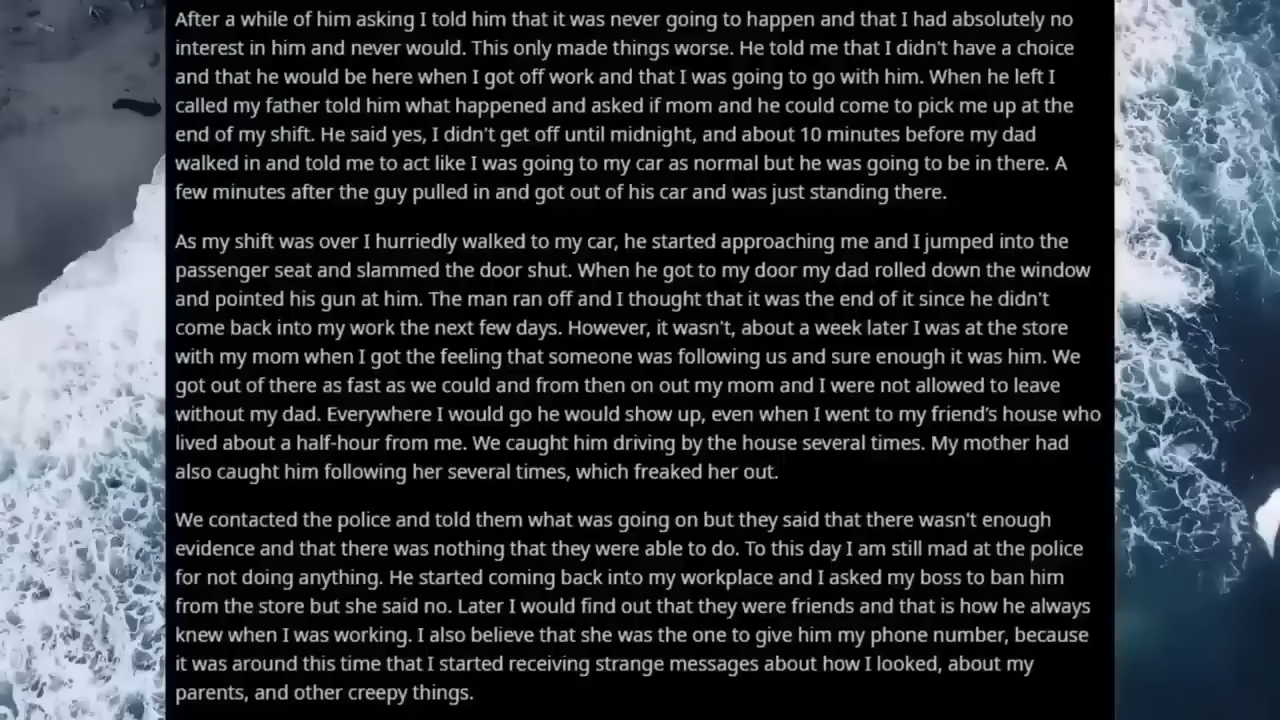 After a while of him asking I told him that it was never going to happen and that I had absolutely no
interest in him and never would. This only made things worse. He told me that I didn't have a choice
and that he would be here when I got off work and that I was going to go with him. When he left I
called my father told him what happened and asked if mom and he could come to pick me up at the
end of my shift. He said yes, I didn't get off until midnight, and about 10 minutes before my dad
walked in and told me to act like I was going to my car as normal but he was going to be in there. A
few minutes after the guy pulled in and got out of his car and was just standing there.
As my shift was over I hurriedly walked to my car, he started approaching me and I jumped into the
passenger seat and slammed the door shut. When he got to my door my dad rolled down the window
and pointed his gun at him. The man ran off and I thought that it was the end of it since he didn't
come back into my work the next few days. However, it wasn't, about a week later I was at the store
with my mom when I got the feeling that someone was following us and sure enough it was him. We
got out of there as fast as we could and from then on out my mom and I were not allowed to leave
without my dad. Everywhere I would go he would show up, even when I went to my friend’s house who
lived about a half-hour from me. We caught him driving by the house several times. My mother had
also caught him following her several times, which freaked her out.
We contacted the police and told them what was going on but they said that there wasn't enough
evidence and that there was nothing that they were able to do. To this day I am still mad at the police
for not doing anything. He started coming back into my workplace and I asked my boss to ban him
from the store but she said no. Later I would find out that they were friends and that is how he always
knew when I was working. I also believe that she was the one to give him my phone number, because
it was around this time that I started receiving strange messages about how I looked, about my
parents, and other creepy things.